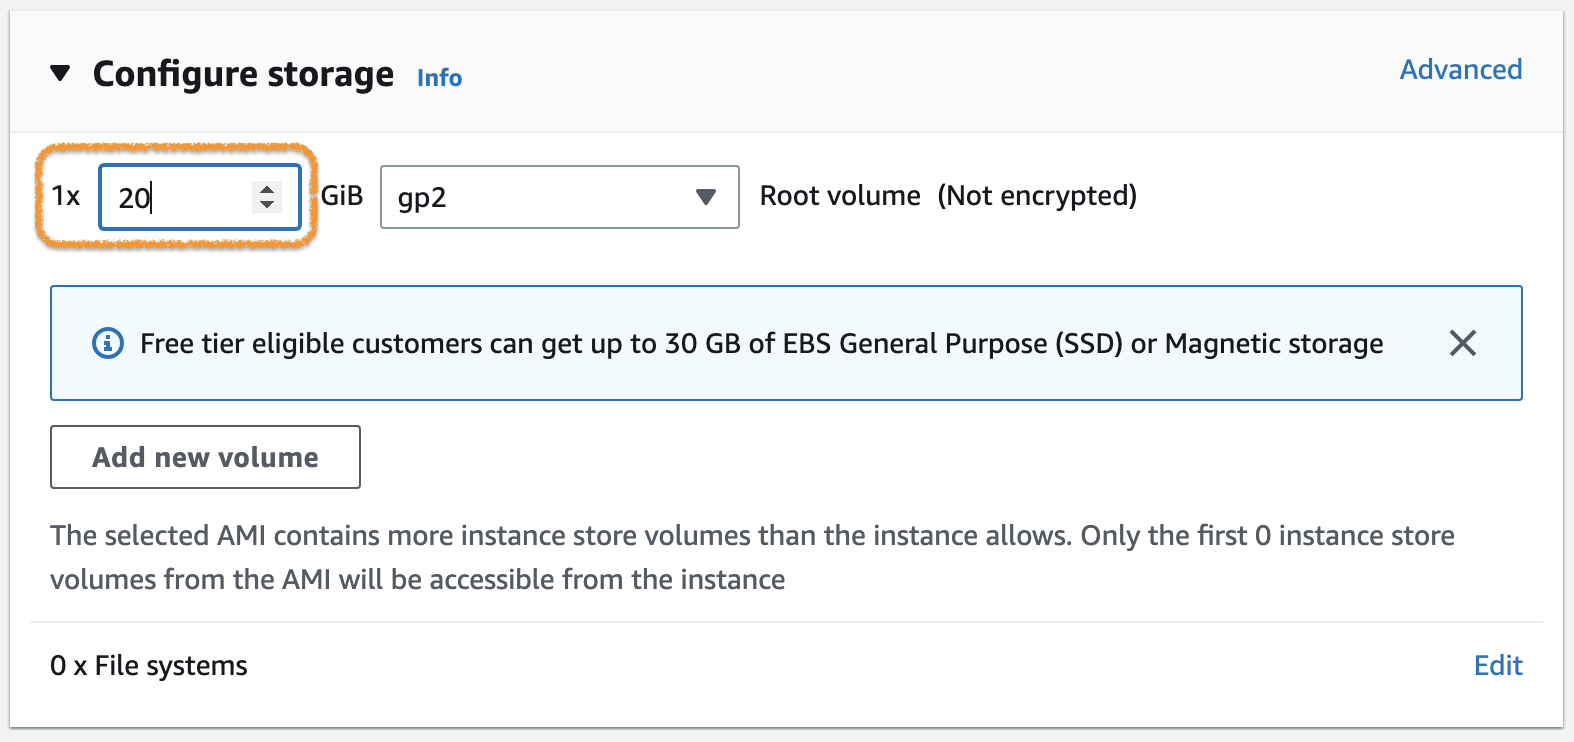 Configure storage Info Advanced
1x 20 GiB gp2 Root volume (Not encrypted)
Free tier eligible customers can get up to 30 GB of EBS General Purpose (SSD) or Magnetic storage
Add new volume
The selected AMI contains more instance store volumes than the instance allows. Only the first 0 instance store
volumes from the AMI will be accessible from the instance
0 x File systems Edit